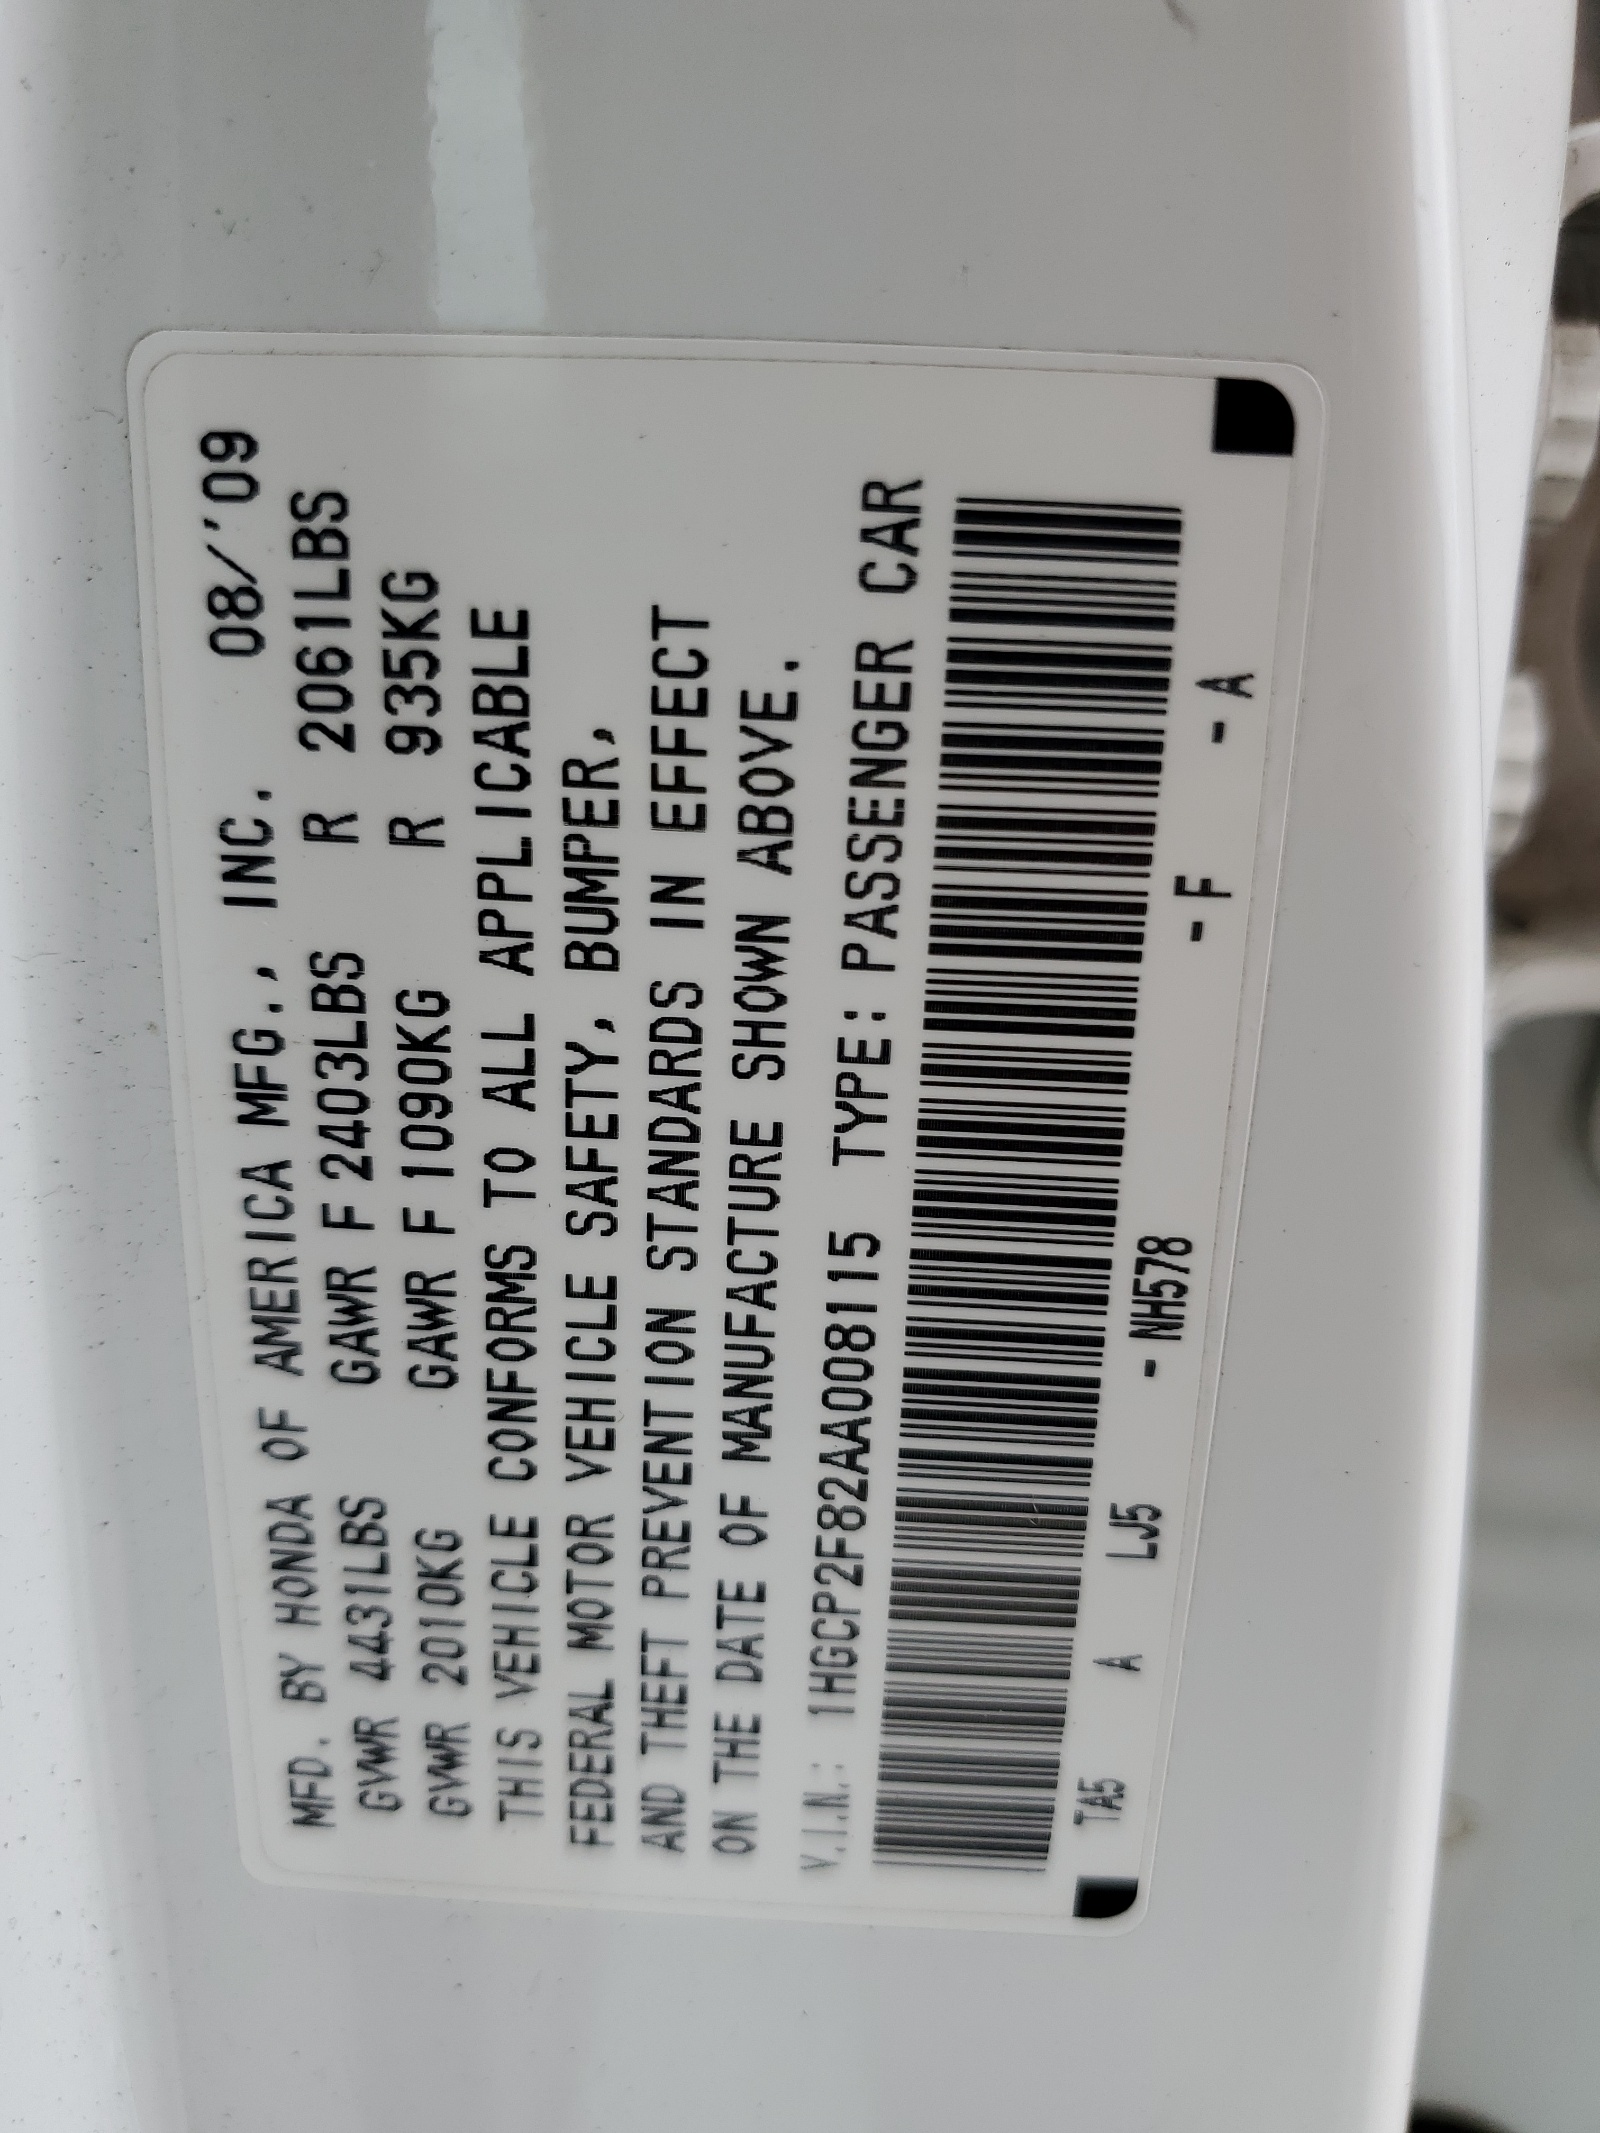 MFD. BY HONDA OF AMERICA MFG., INC. 08/'09
GVWR 4431LBS GAWR F 2403LBS R 2061LBS
GVWR 2010KG GAWR F 1090KG R 935KG
THIS VEHICLE CONFORMS TO ALL APPLICABLE
FEDERAL MOTOR VEHICLE SAFETY, BUMPER,
AND THEFT PREVENTION STANDARDS IN EFFECT
ON THE DATE OF MANUFACTURE SHOWN ABOVE.
V.I.N.: 1HGCP2F82AA008115 TYPE: PASSENGER CAR
TA5 A LJ5 - NH578 - F - A